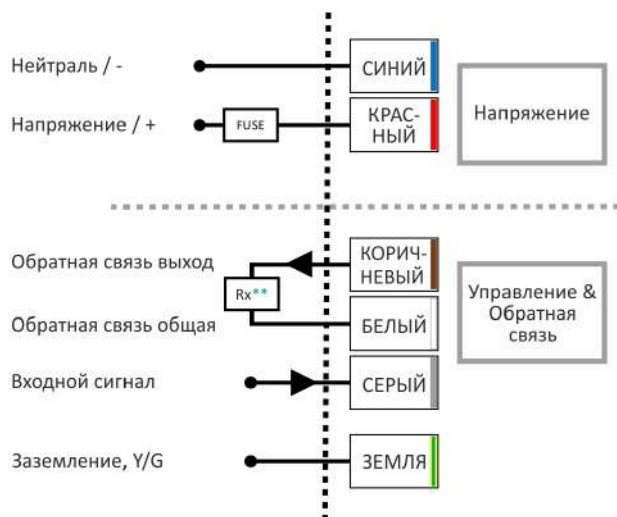 Нейтраль / -
СИНИЙ
Напряжение / +
FUSE
КРАС-
НЫЙ
Напряжение
Обратная связь выход
КОРИЧ-
НЕВЫЙ
Rx**
Управление &
Обратная
связь
Обратная связь общая
БЕЛЫЙ
Входной сигнал
СЕРЫЙ
Заземление, Y/G
ЗЕМЛЯ